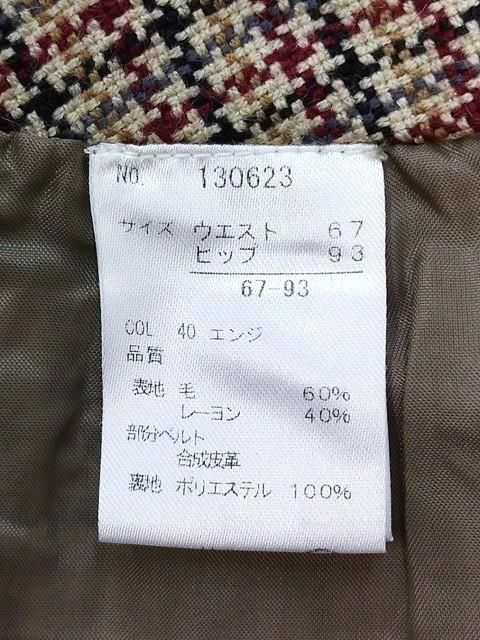 No. 130623
サイズ ウエスト 67
ヒップ 93
67-93
COL 40 エンジ
品質
表地 毛 60%
レーヨン 40%
部分ベルト
合成皮革
裏地 ポリエステル 100%